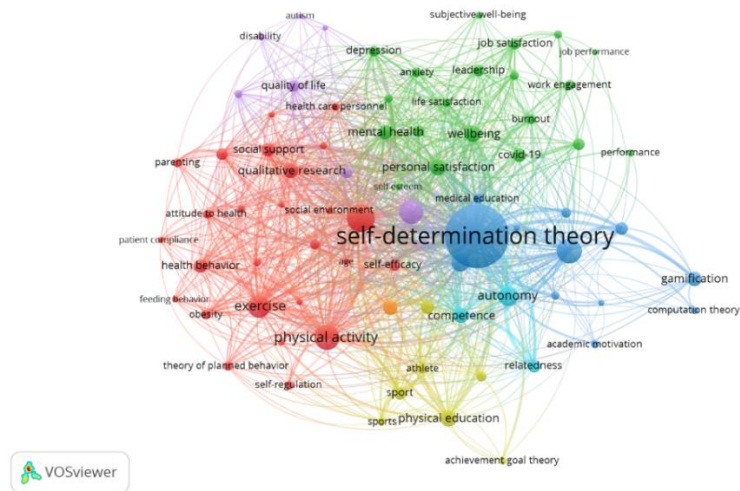 autism
subjective well-being
disability
depression
job satisfaction
job performance
anxiety
leadership
quality of life
work engagement
life satisfaction
health care personnel
burnout
mental health
wellbeing
social support
covid-19
performance
parenting
qualitative research
personal satisfaction
self esteem
medical education
attitude to health
social environment
self-determination theory
patient compliance
health behavior
age
self-efficacy
gamification
feeding behavior
exercise
autonomy
obesity
competence
computation theory
physical activity
academic motivation
theory of planned behavior
athlete
relatedness
self-regulation
sport
sports
physical education
achievement goal theory
VOSviewer